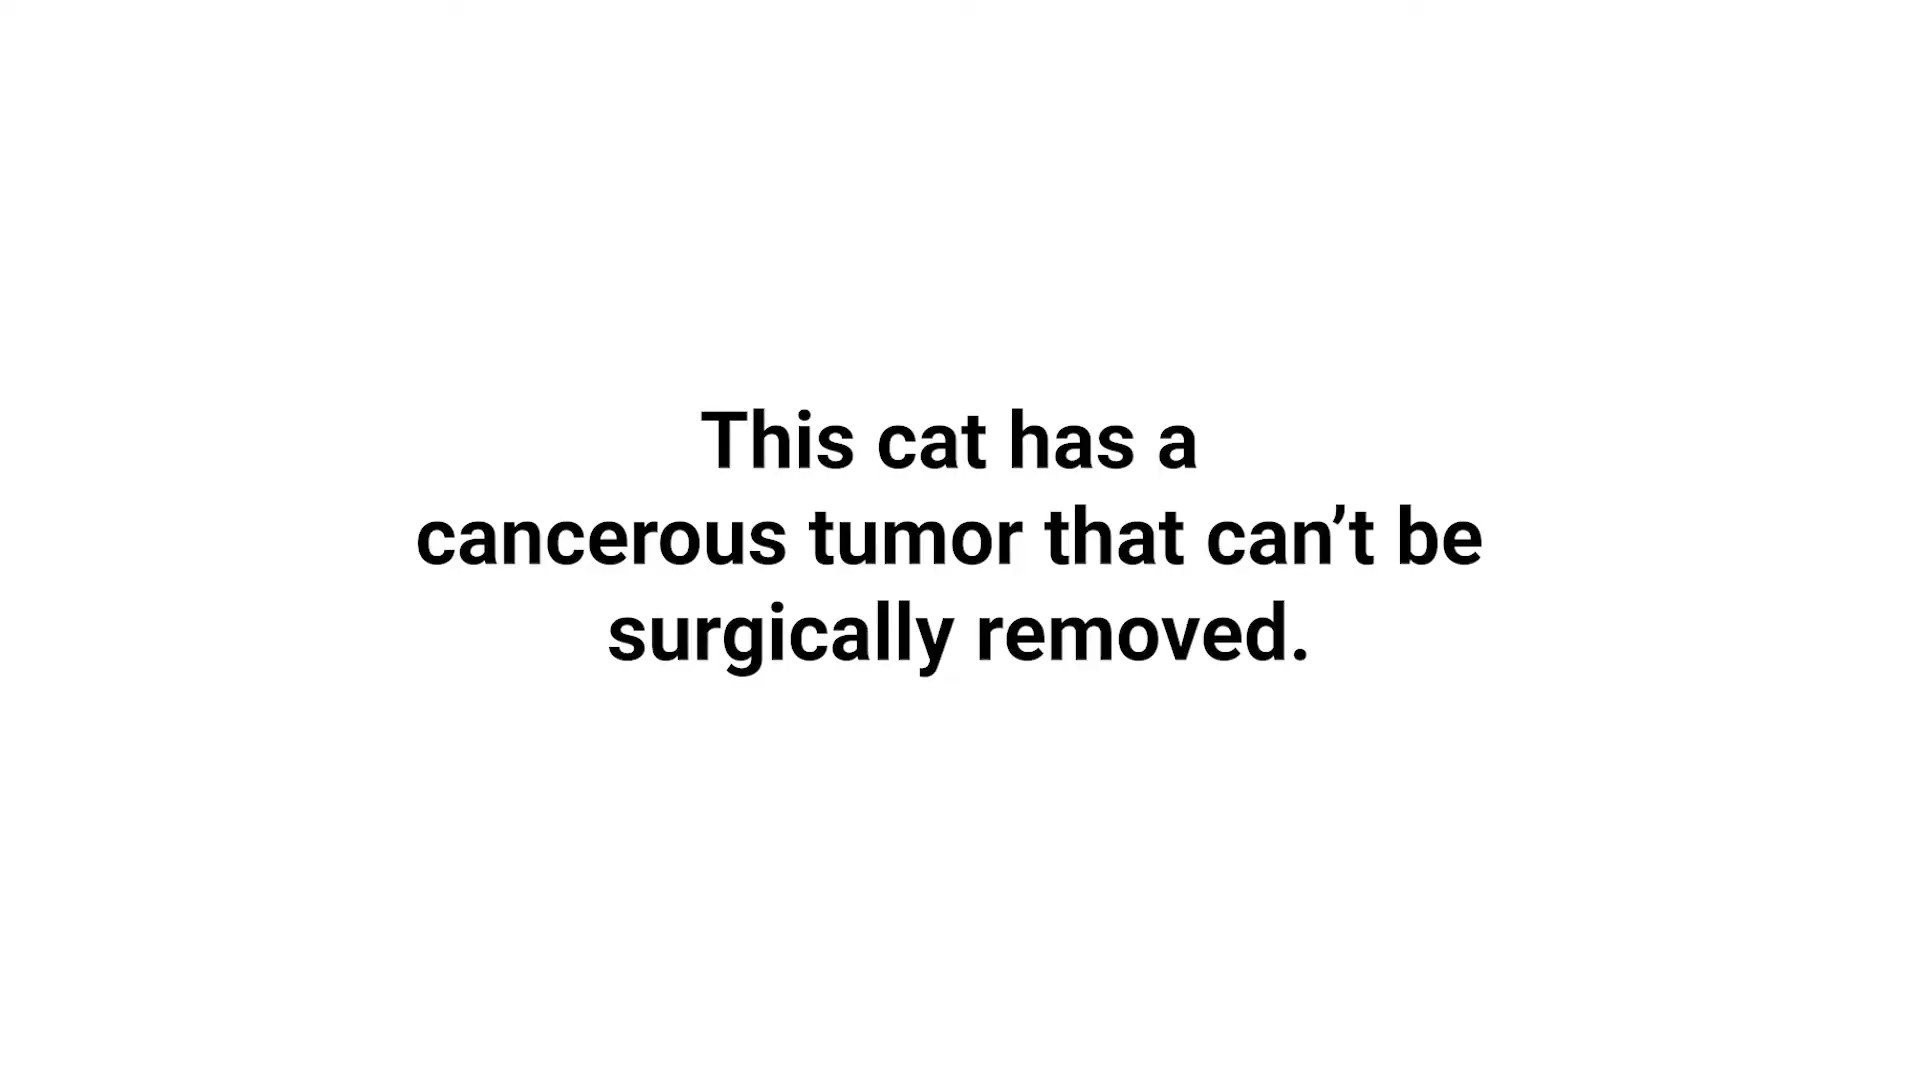 This cat has a
cancerous tumor that can’t be
surgically removed.